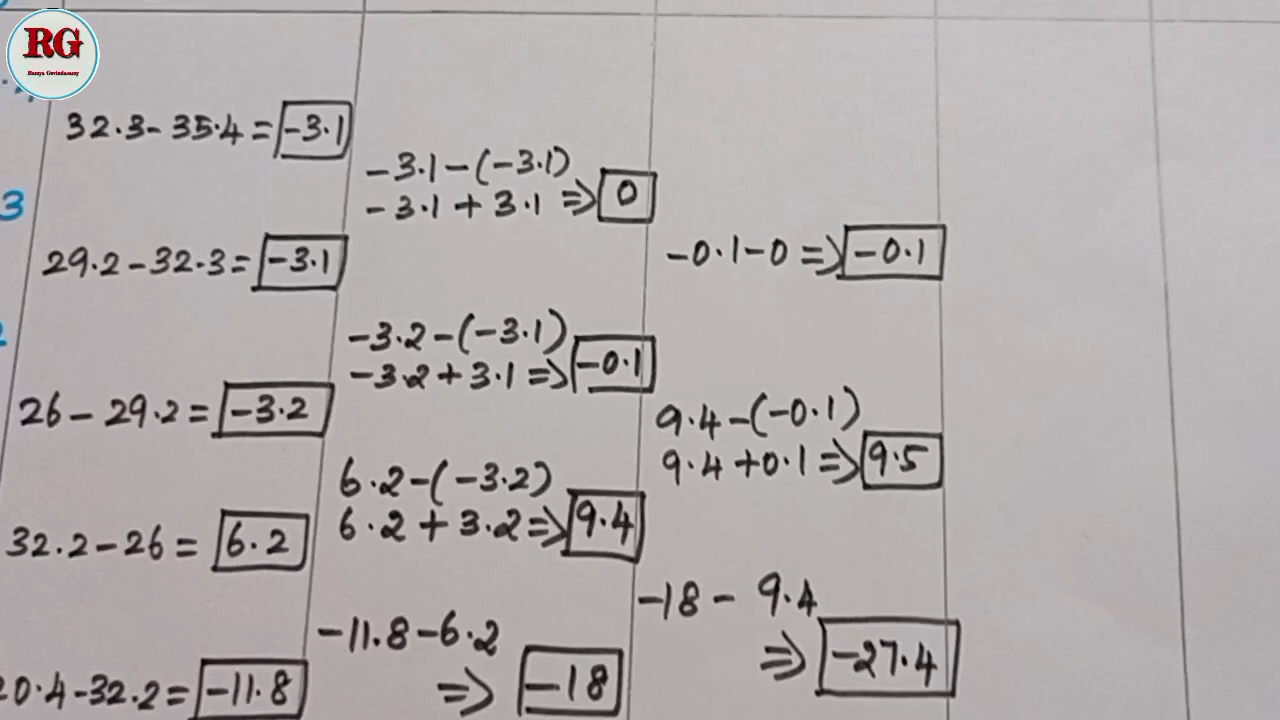 RG
Ramya Govindasamy
3
32.3-35.4 = -3.1
29.2-32.3 = -3.1
26-29.2 = -3.2
32.2-26 = 6.2
20.4-32.2 = -11.8
-3.1-(-3.1)
-3.1+3.1 => 0
-3.2-(-3.1)
-3.2+3.1 => -0.1
6.2-(-3.2)
6.2+3.2 => 9.4
-11.8-6.2
=> -18
-0.1-0 => -0.1
9.4-(-0.1)
9.4+0.1 => 9.5
-18-9.4
=> -27.4